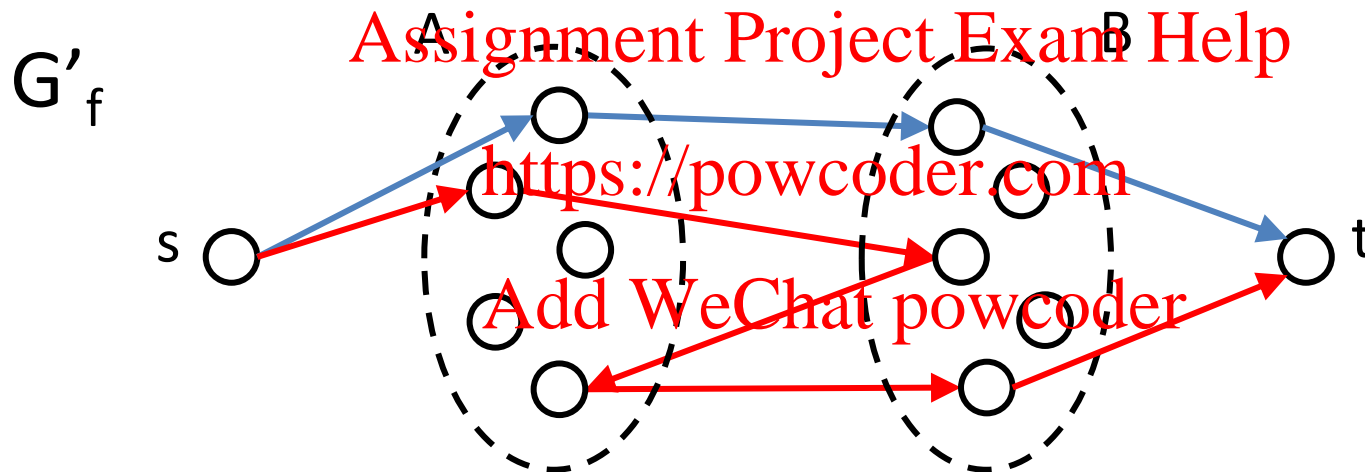 A B
Assignment Project Exam Help
G’f
https://powcoder.com
s t
Add WeChat powcoder